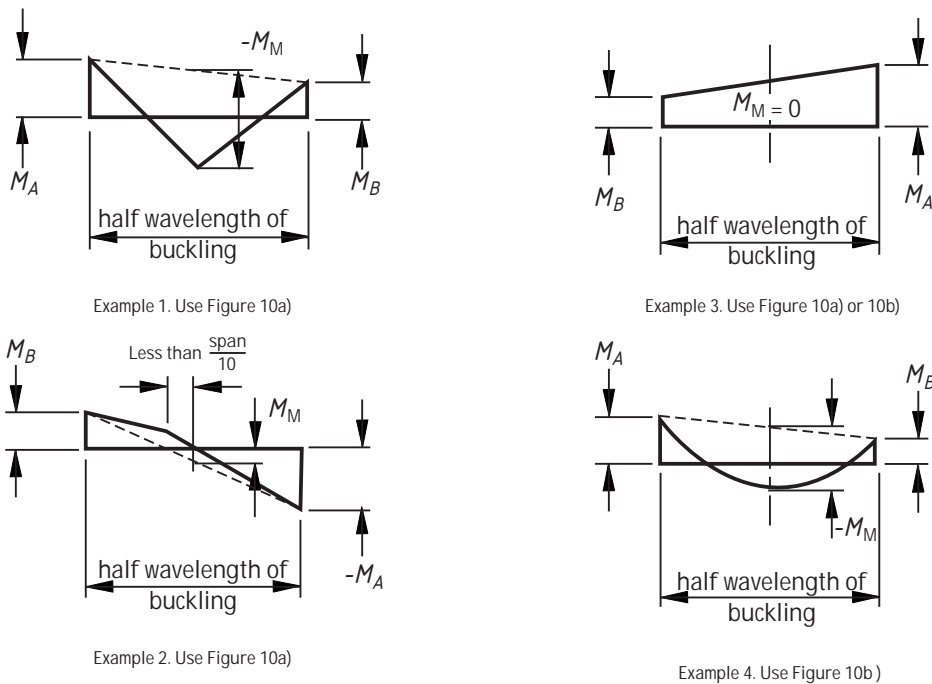 -M_M
M_A
M_B
half wavelength of
buckling
Example 1. Use Figure 10a)
M_M = 0
M_B
M_A
half wavelength of
buckling
Example 3. Use Figure 10a) or 10b)
M_B
Less than span/10
M_M
-M_A
half wavelength of
buckling
Example 2. Use Figure 10a)
M_A
M_B
-M_M
half wavelength of
buckling
Example 4. Use Figure 10b )